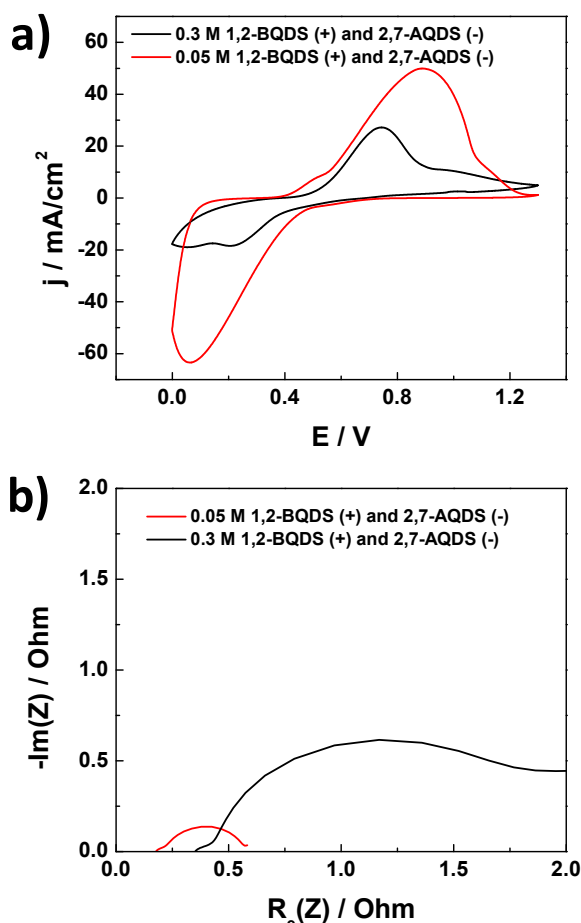 a)
0.3 M 1,2-BQDS (+) and 2,7-AQDS (-)
0.05 M 1,2-BQDS (+) and 2,7-AQDS (-)
60
40
20
0
-20
-40
-60
j / mA/cm²
0.0 0.4 0.8 1.2
E / V
b)
0.05 M 1,2-BQDS (+) and 2,7-AQDS (-)
0.3 M 1,2-BQDS (+) and 2,7-AQDS (-)
2.0
1.5
1.0
0.5
0.0
-Im(Z) / Ohm
0.0 0.5 1.0 1.5 2.0
Re(Z) / Ohm